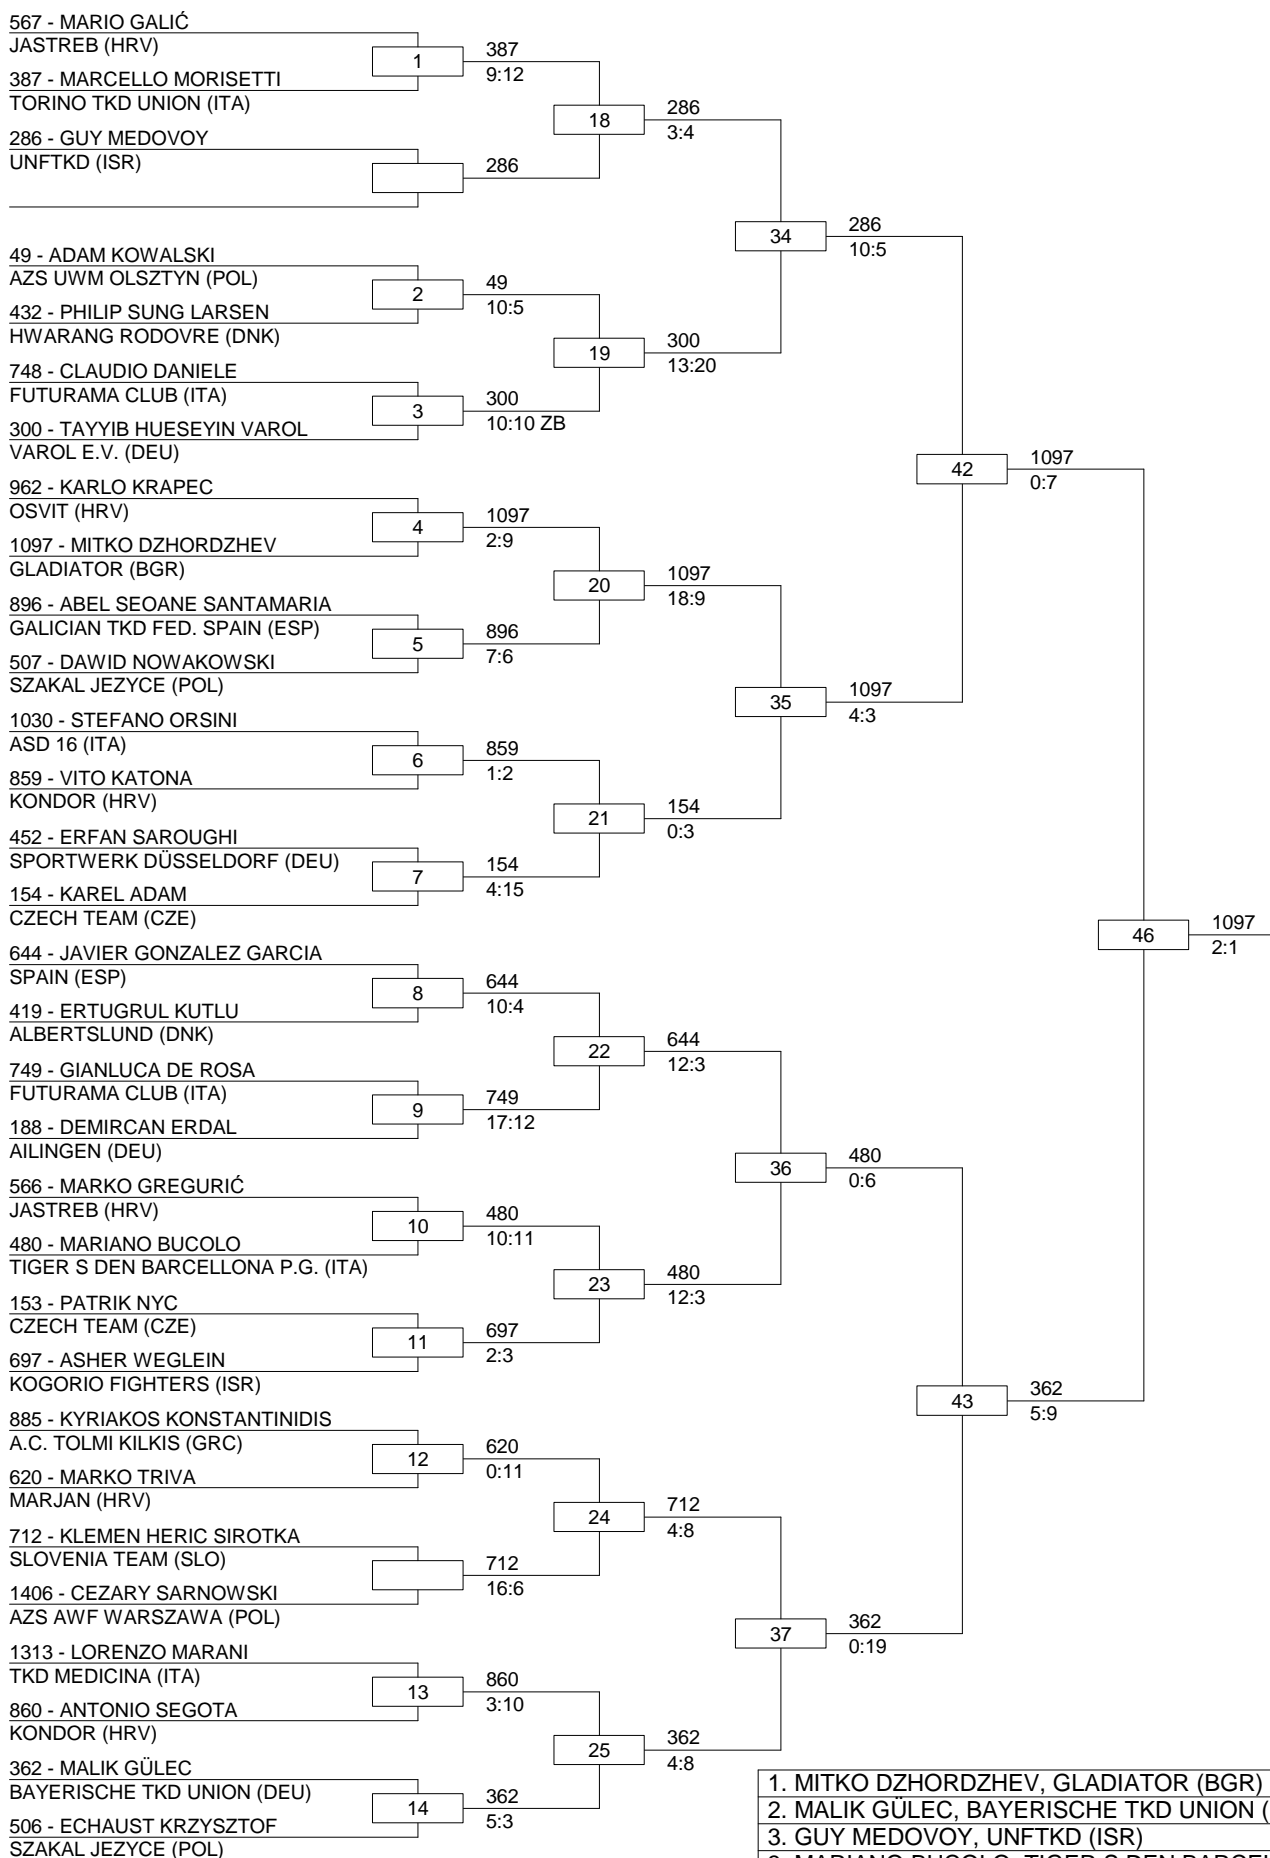 567 - MARIO GALIĆ
JASTREB (HRV)
387 - MARCELLO MORISETTI
TORINO TKD UNION (ITA)
1
387
9:12
286 - GUY MEDOVOY
UNFTKD (ISR)
286
18
286
3:4
49 - ADAM KOWALSKI
AZS UWM OLSZTYN (POL)
432 - PHILIP SUNG LARSEN
HWARANG RODOVRE (DNK)
2
49
10:5
748 - CLAUDIO DANIELE
FUTURAMA CLUB (ITA)
300 - TAYYIB HUESEYIN VAROL
VAROL E.V. (DEU)
3
300
10:10 ZB
19
300
13:20
34
286
10:5
962 - KARLO KRAPEC
OSVIT (HRV)
1097 - MITKO DZHORDZHEV
GLADIATOR (BGR)
4
1097
2:9
896 - ABEL SEOANE SANTAMARIA
GALICIAN TKD FED. SPAIN (ESP)
507 - DAWID NOWAKOWSKI
SZAKAL JEZYCE (POL)
5
896
7:6
20
1097
18:9
1030 - STEFANO ORSINI
ASD 16 (ITA)
859 - VITO KATONA
KONDOR (HRV)
6
859
1:2
452 - ERFAN SAROUGHI
SPORTWERK DÜSSELDORF (DEU)
154 - KAREL ADAM
CZECH TEAM (CZE)
7
154
4:15
21
154
0:3
35
1097
4:3
42
1097
0:7
644 - JAVIER GONZALEZ GARCIA
SPAIN (ESP)
419 - ERTUGRUL KUTLU
ALBERTSLUND (DNK)
8
644
10:4
749 - GIANLUCA DE ROSA
FUTURAMA CLUB (ITA)
188 - DEMIRCAN ERDAL
AILINGEN (DEU)
9
749
17:12
22
644
12:3
566 - MARKO GREGURIĆ
JASTREB (HRV)
480 - MARIANO BUCOLO
TIGER S DEN BARCELLONA P.G. (ITA)
10
480
10:11
153 - PATRIK NYC
CZECH TEAM (CZE)
697 - ASHER WEGLEIN
KOGORIO FIGHTERS (ISR)
11
697
2:3
23
480
12:3
36
480
0:6
885 - KYRIAKOS KONSTANTINIDIS
A.C. TOLMI KILKIS (GRC)
620 - MARKO TRIVA
MARJAN (HRV)
12
620
0:11
712 - KLEMEN HERIC SIROTKA
SLOVENIA TEAM (SLO)
1406 - CEZARY SARNOWSKI
AZS AWF WARSZAWA (POL)
712
16:6
24
712
4:8
1313 - LORENZO MARANI
TKD MEDICINA (ITA)
860 - ANTONIO SEGOTA
KONDOR (HRV)
13
860
3:10
362 - MALIK GÜLEC
BAYERISCHE TKD UNION (DEU)
506 - ECHAUST KRZYSZTOF
SZAKAL JEZYCE (POL)
14
362
5:3
25
362
4:8
37
362
0:19
43
362
5:9
46
1097
2:1
1. MITKO DZHORDZHEV, GLADIATOR (BGR)
2. MALIK GÜLEC, BAYERISCHE TKD UNION (
3. GUY MEDOVOY, UNFTKD (ISR)